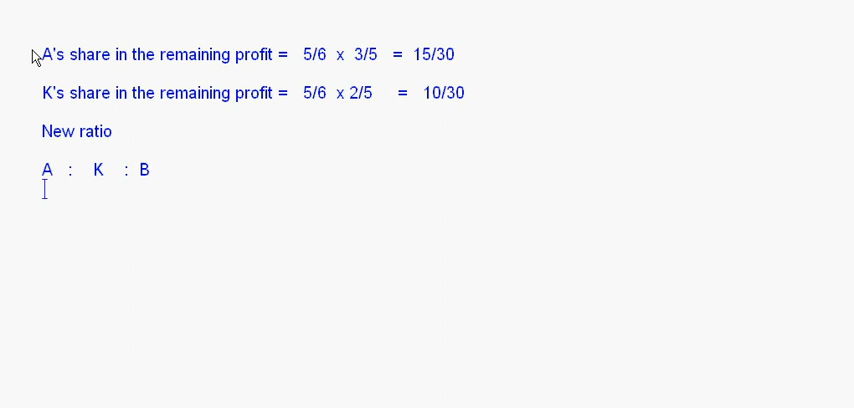 A's share in the remaining profit = 5/6 x 3/5 = 15/30
K's share in the remaining profit = 5/6 x 2/5 = 10/30
New ratio
A : K : B